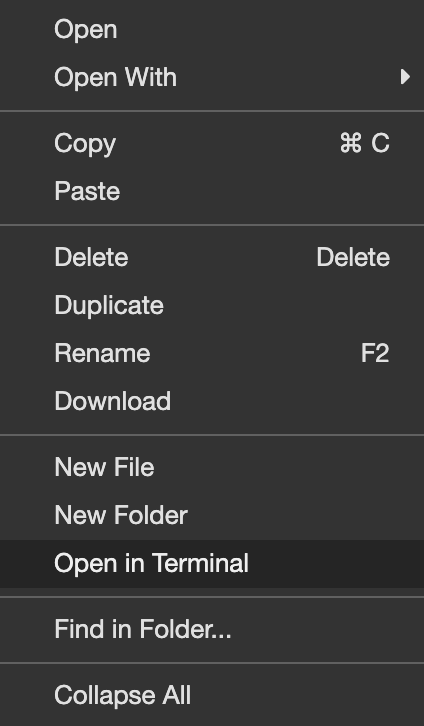 Open
Open With
Copy ⌘ C
Paste
Delete Delete
Duplicate
Rename F2
Download
New File
New Folder
Open in Terminal
Find in Folder...
Collapse All